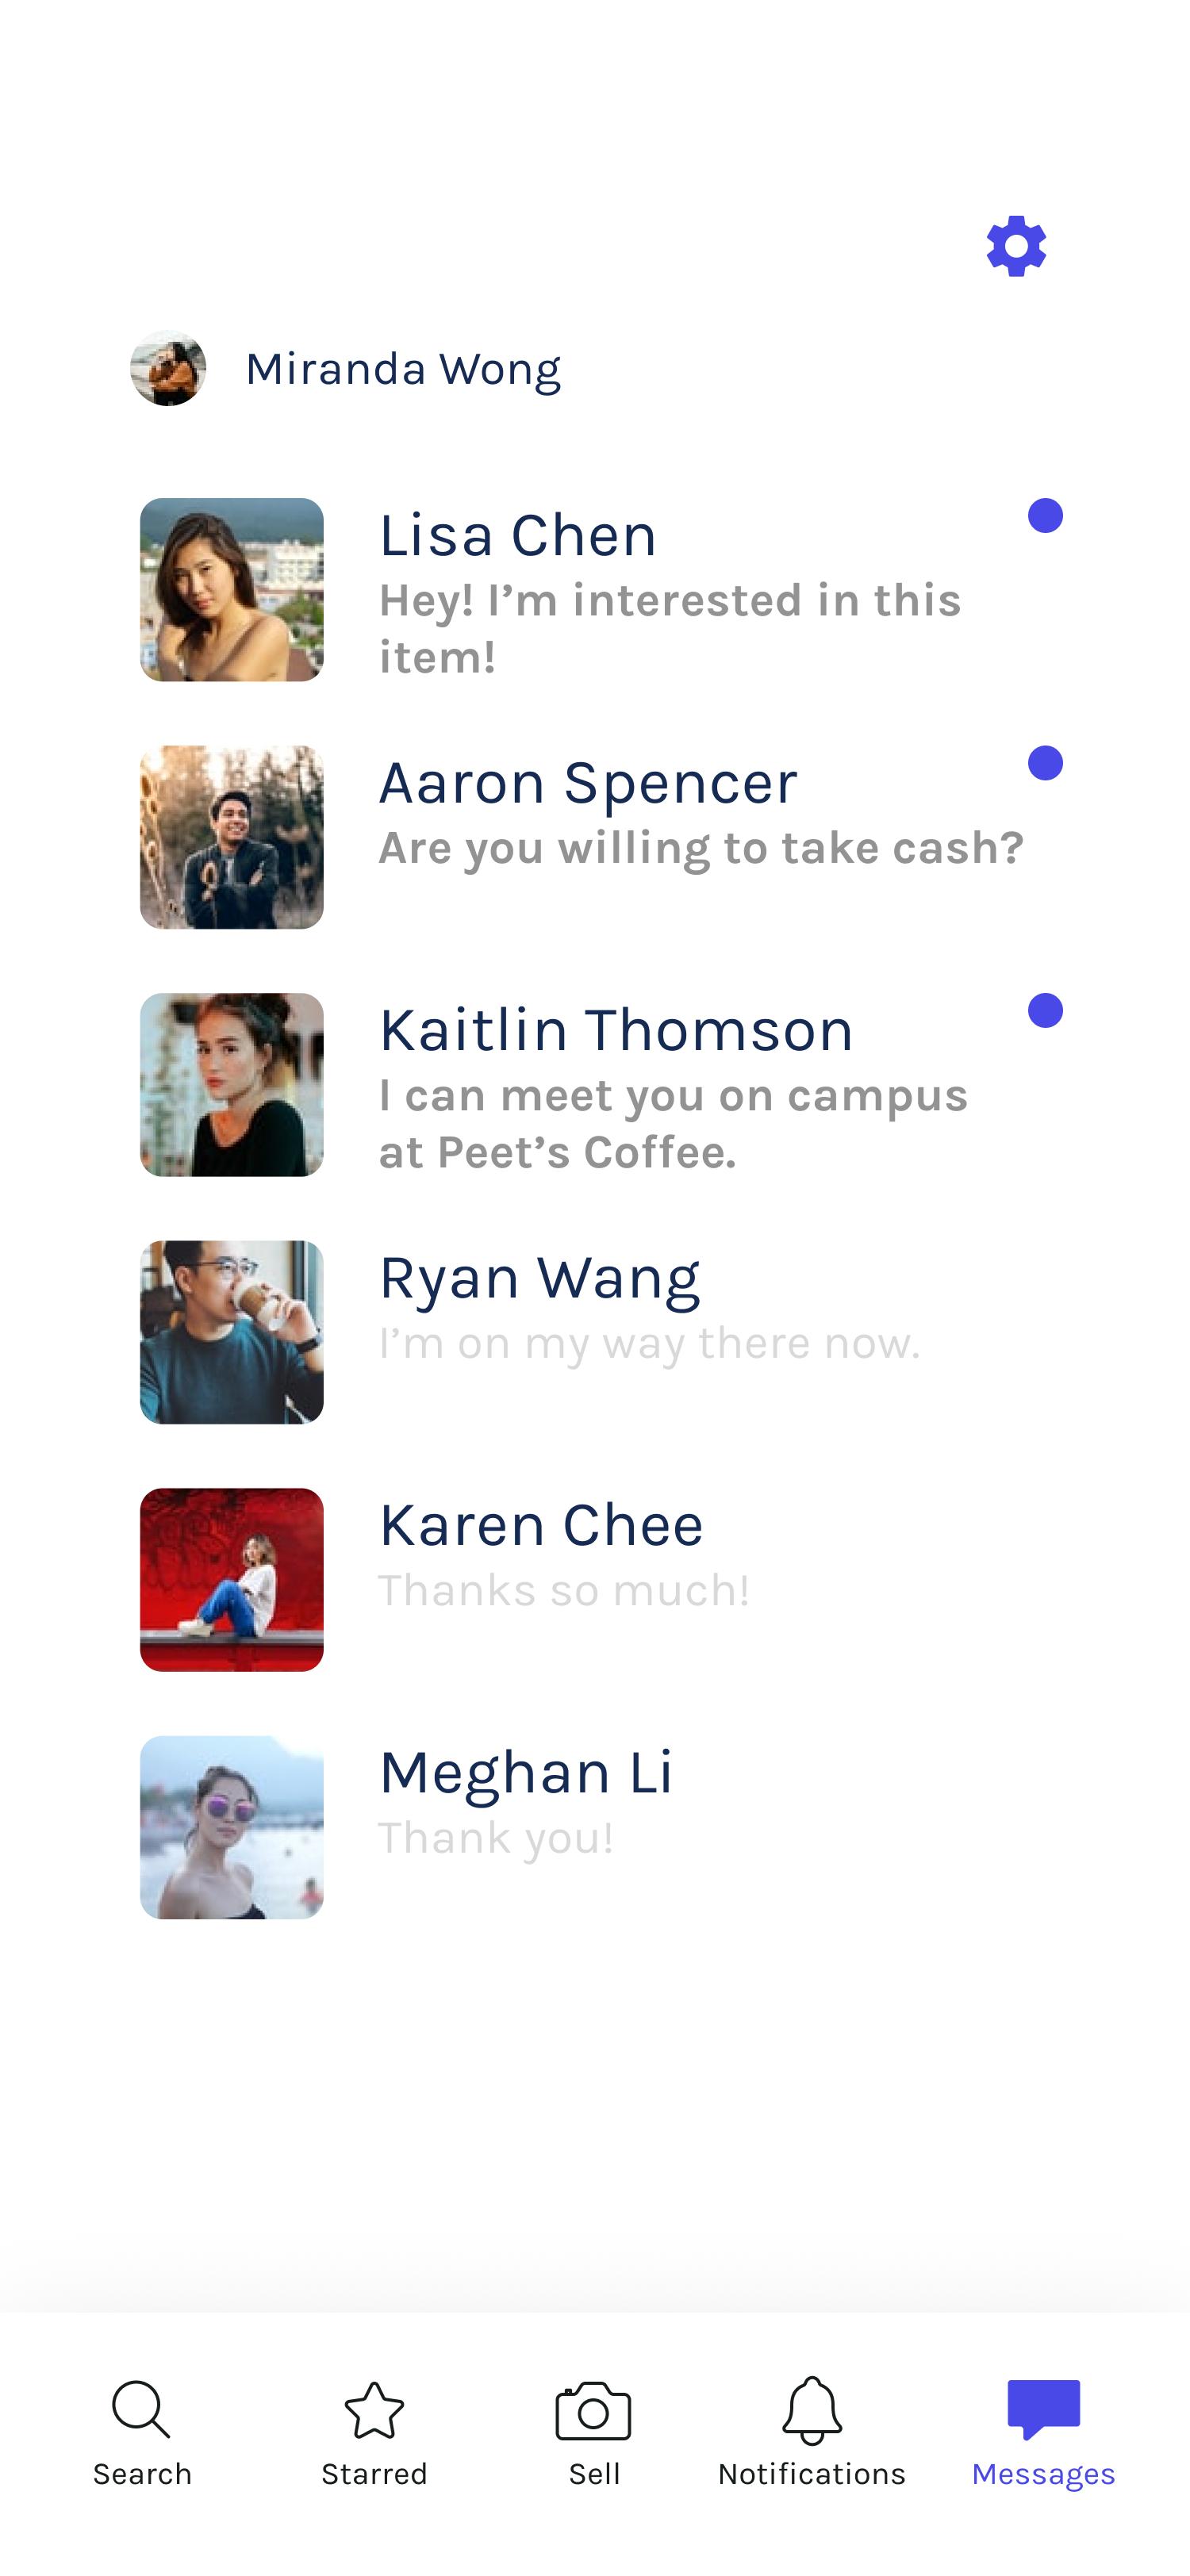 Miranda Wong
Lisa Chen
Hey! I’m interested in this
item!
Aaron Spencer
Are you willing to take cash?
Kaitlin Thomson
I can meet you on campus
at Peet’s Coffee.
Ryan Wang
I’m on my way there now.
Karen Chee
Thanks so much!
Meghan Li
Thank you!
Search
Starred
Sell
Notifications
Messages